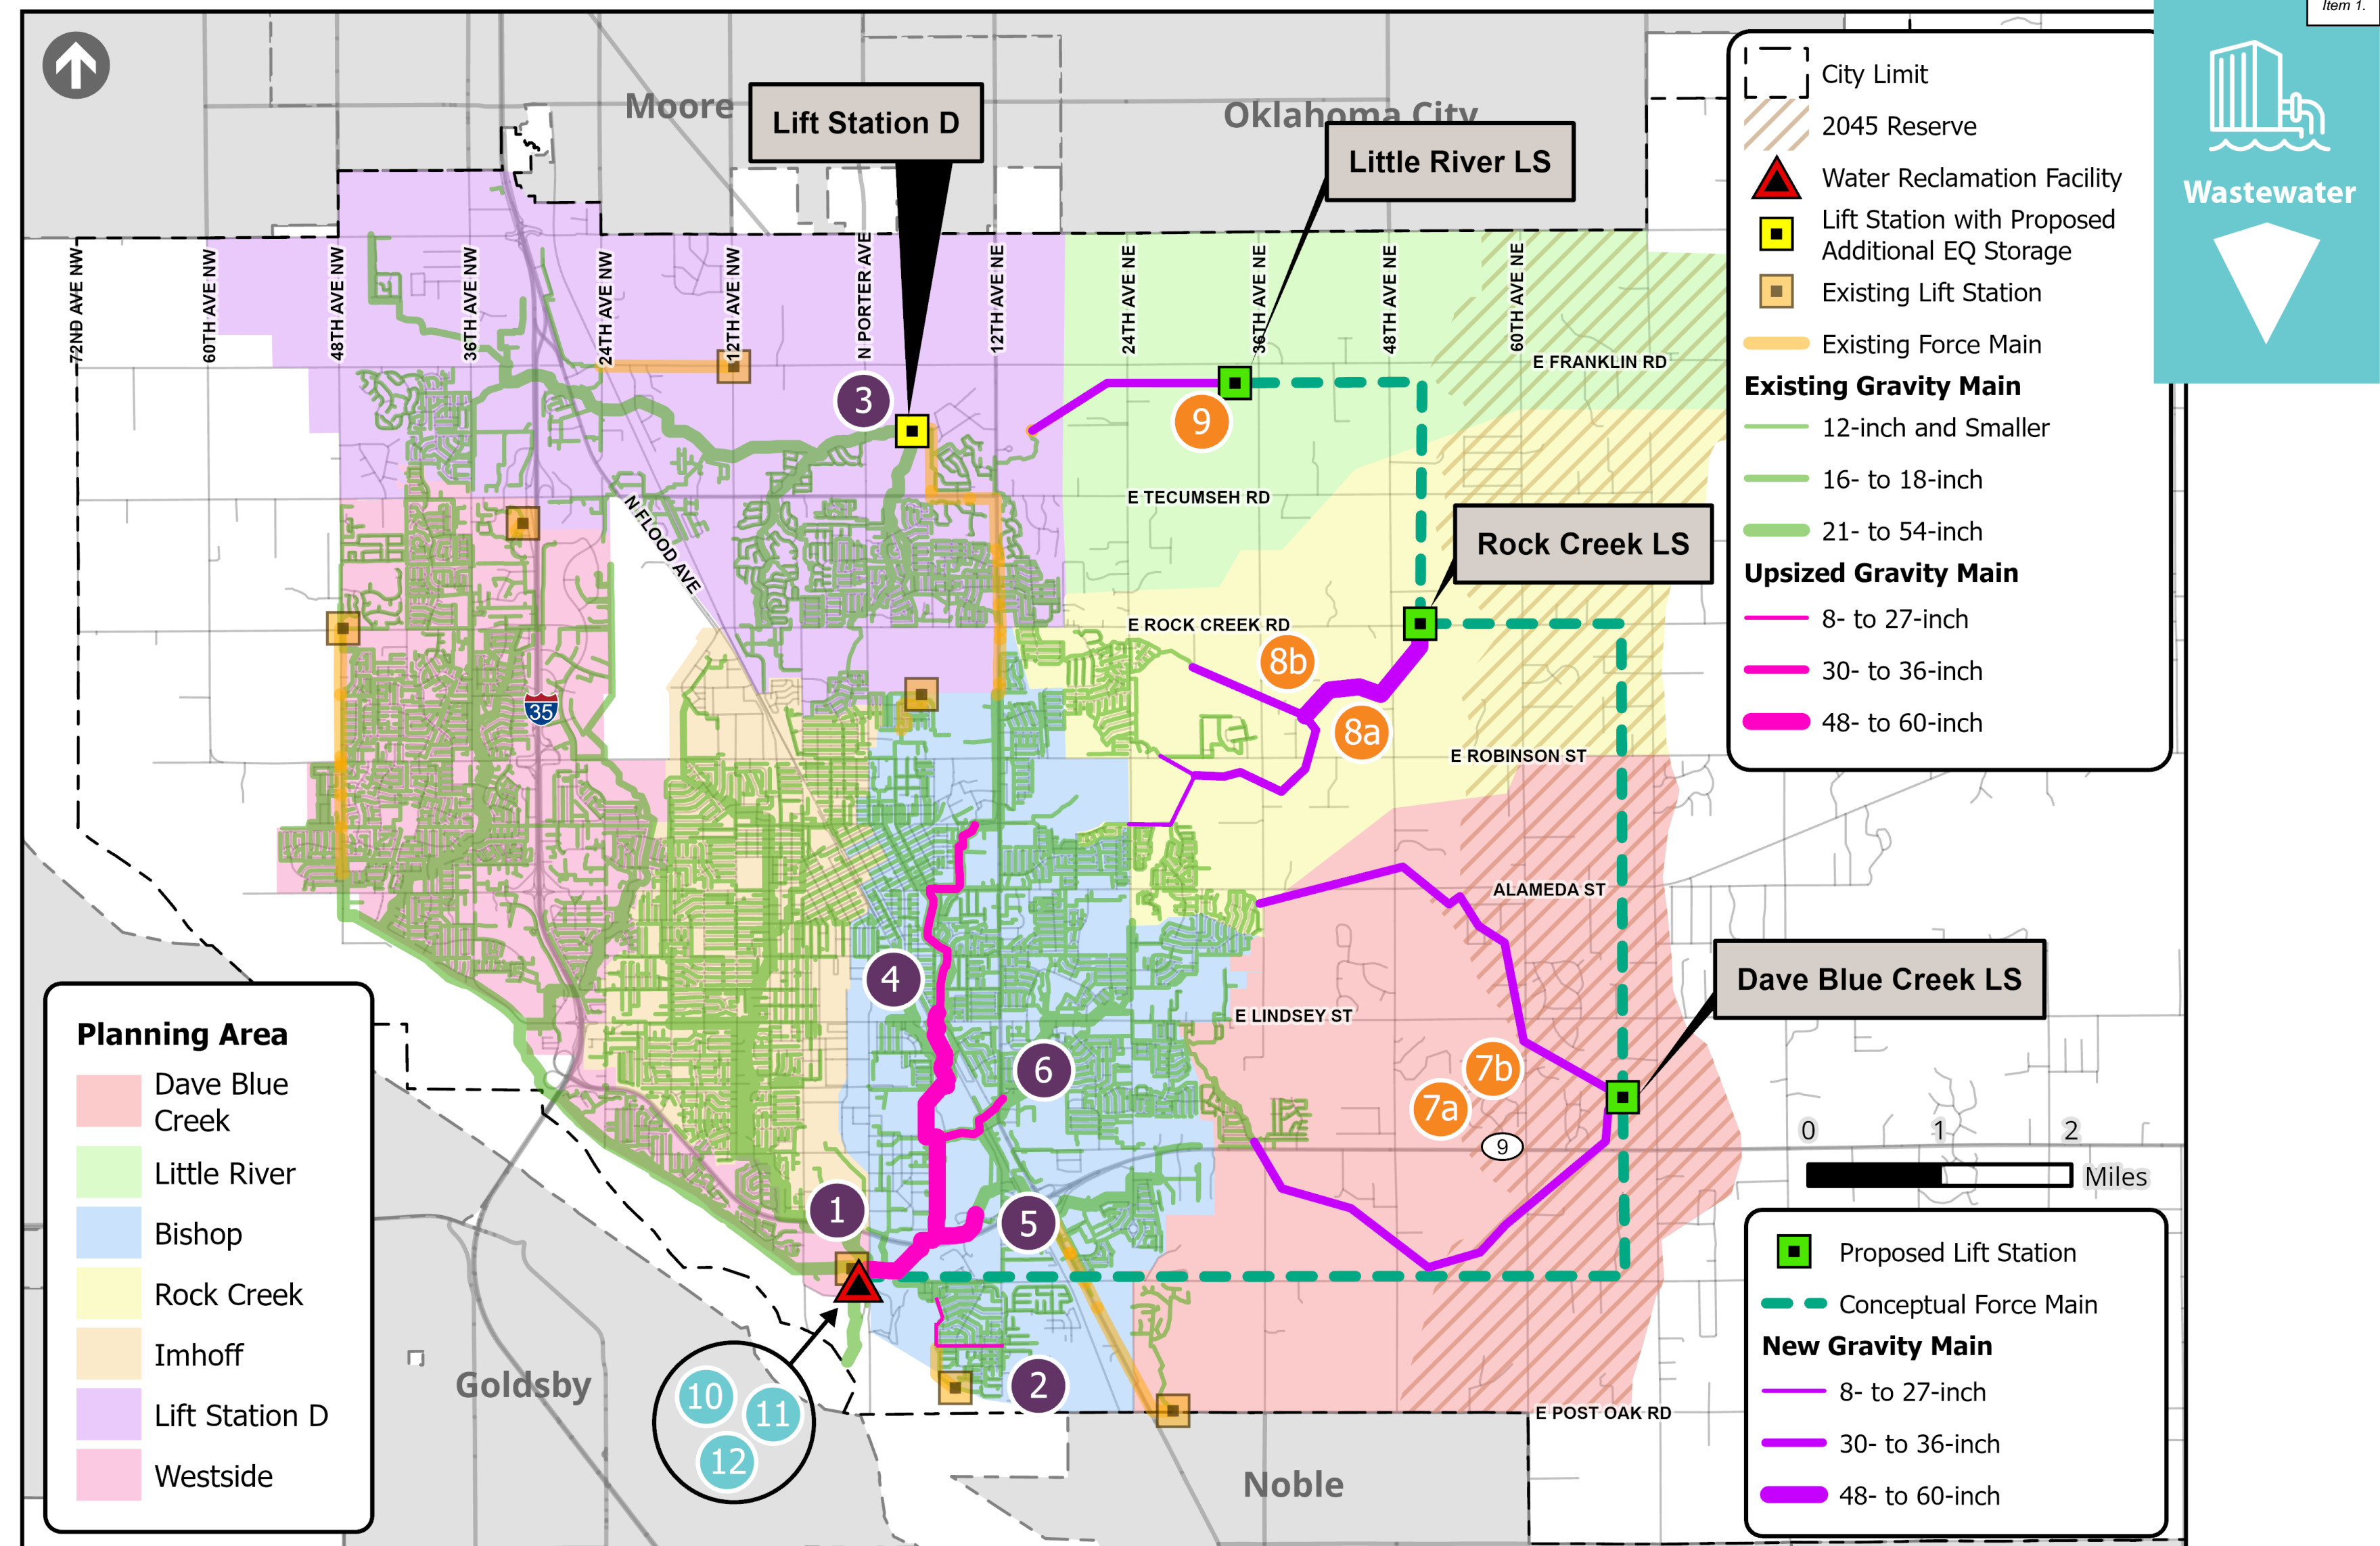 Item 1.
Wastewater
City Limit
2045 Reserve
Water Reclamation Facility
Lift Station with Proposed
Additional EQ Storage
Existing Lift Station
Existing Force Main
Existing Gravity Main
12-inch and Smaller
16- to 18-inch
21- to 54-inch
Upsized Gravity Main
8- to 27-inch
30- to 36-inch
48- to 60-inch
Moore
Oklahoma City
Lift Station D
Little River LS
72ND AVE NW
60TH AVE NW
48TH AVE NW
36TH AVE NW
24TH AVE NW
12TH AVE NW
N PORTER AVE
12TH AVE NE
24TH AVE NE
36TH AVE NE
48TH AVE NE
60TH AVE NE
E FRANKLIN RD
3
9
E TECUMSEH RD
N FLOOD AVE
Rock Creek LS
E ROCK CREEK RD
8b
35
8a
E ROBINSON ST
ALAMEDA ST
4
Dave Blue Creek LS
E LINDSEY ST
6
7b
7a
9
0 1 2
Miles
1
5
2
10
11
12
Goldsby
Noble
E POST OAK RD
Planning Area
Dave Blue
Creek
Little River
Bishop
Rock Creek
Imhoff
Lift Station D
Westside
Proposed Lift Station
Conceptual Force Main
New Gravity Main
8- to 27-inch
30- to 36-inch
48- to 60-inch